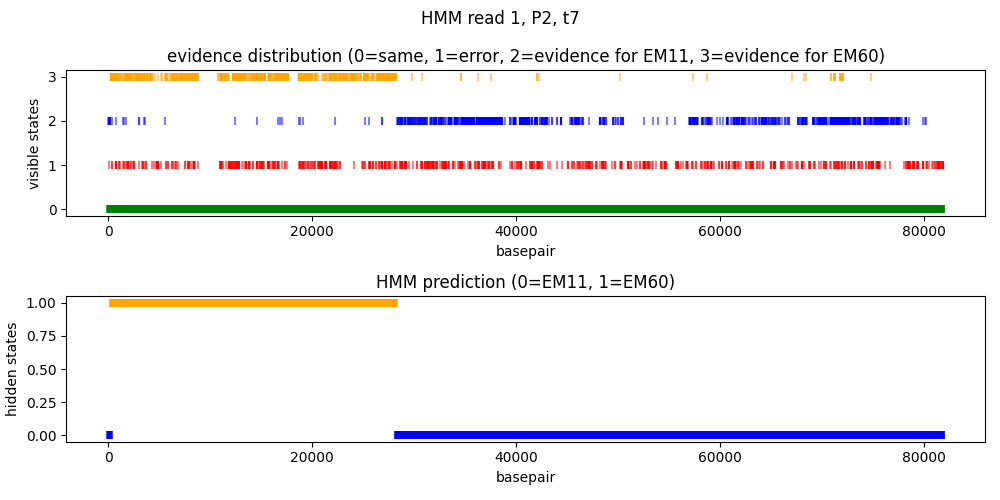 HMM read 1, P2, t7
evidence distribution (0=same, 1=error, 2=evidence for EM11, 3=evidence for EM60)
visible states
3
2
1
0
0 20000 40000 60000 80000
basepair
HMM prediction (0=EM11, 1=EM60)
hidden states
1.00
0.75
0.50
0.25
0.00
0 20000 40000 60000 80000
basepair